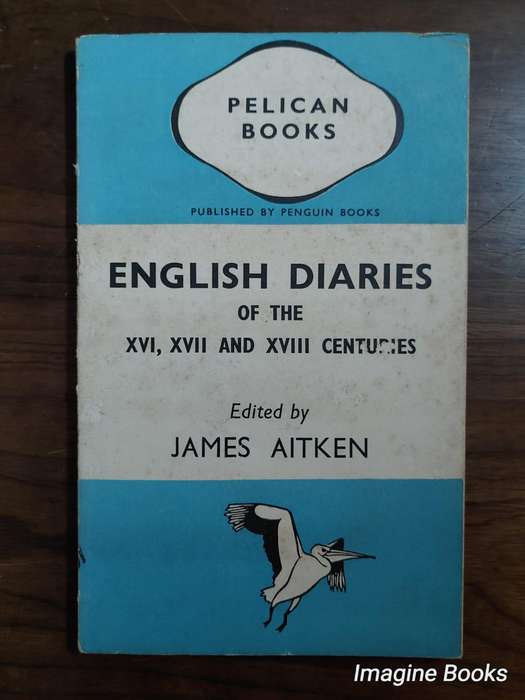 PELICAN
BOOKS
PUBLISHED BY PENGUIN BOOKS
ENGLISH DIARIES
OF THE
XVI, XVII AND XVIII CENTURIES
Edited by
JAMES AITKEN
Imagine Books